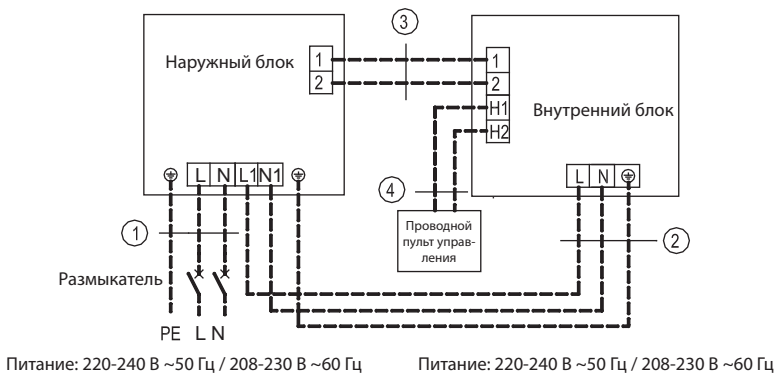 3
Наружный блок
1
2
1
2
H1
H2
Внутренний блок
L N L1 N1
L N
4
1
Проводной
пульт управ-
ления
2
Размыкатель
PE L N
Питание: 220-240 В ~50 Гц / 208-230 В ~60 Гц
Питание: 220-240 В ~50 Гц / 208-230 В ~60 Гц